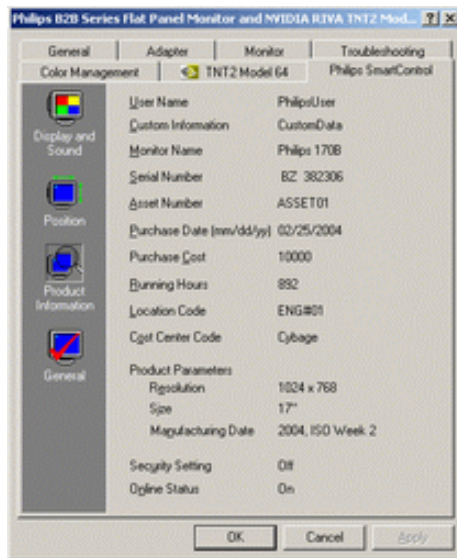 Philips B2B Series Flat Panel Monitor and NVIDIA RIVA TNT2 Mod...
General Adapter Monitor Troubleshooting
Color Management TNT2 Model 64 Philips SmartControl
Display and Sound
Position
Product Information
General
User Name PhilipsUser
Custom Information CustomData
Monitor Name Philips 170B
Serial Number BZ 382306
Asset Number ASSET01
Purchase Date (mm/dd/yy) 02/25/2004
Purchase Cost 10000
Running Hours 892
Location Code ENG#01
Cost Center Code Cybage
Product Parameters
Resolution 1024 x 768
Size 17"
Manufacturing Date 2004, ISO Week 2
Security Setting Off
Online Status On
OK Cancel Apply